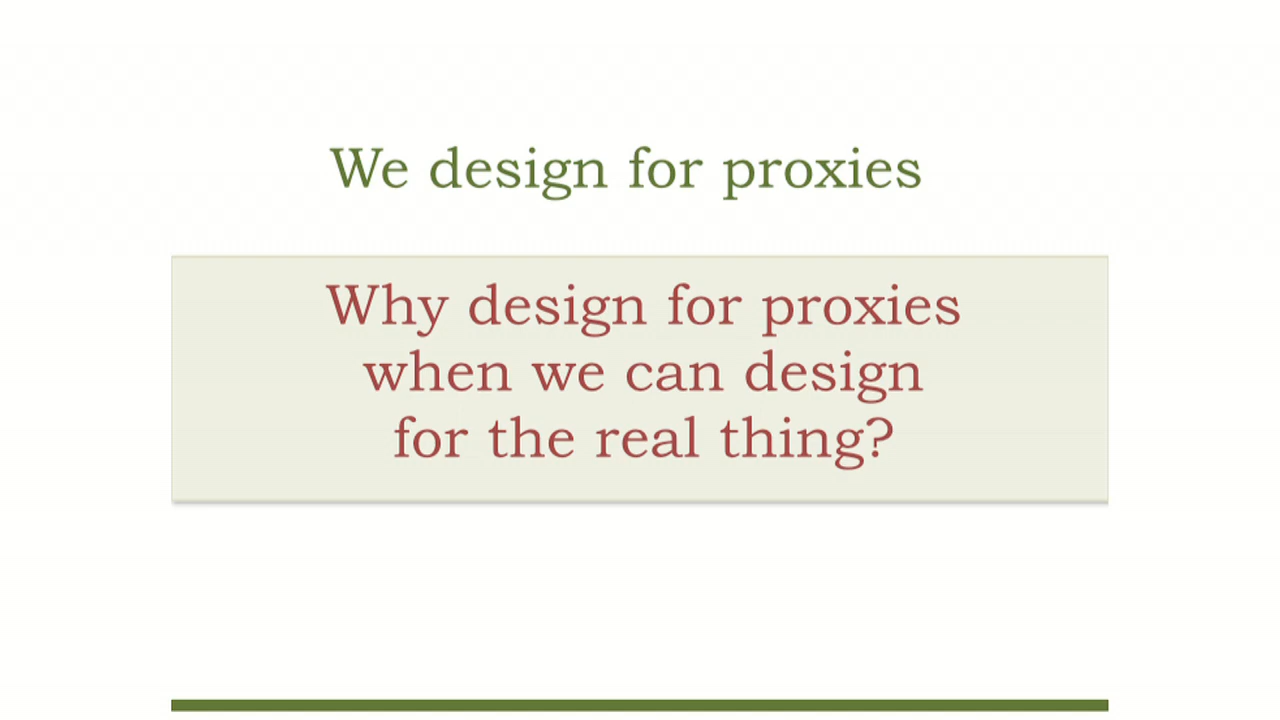 We design for proxies
Why design for proxies
when we can design
for the real thing?